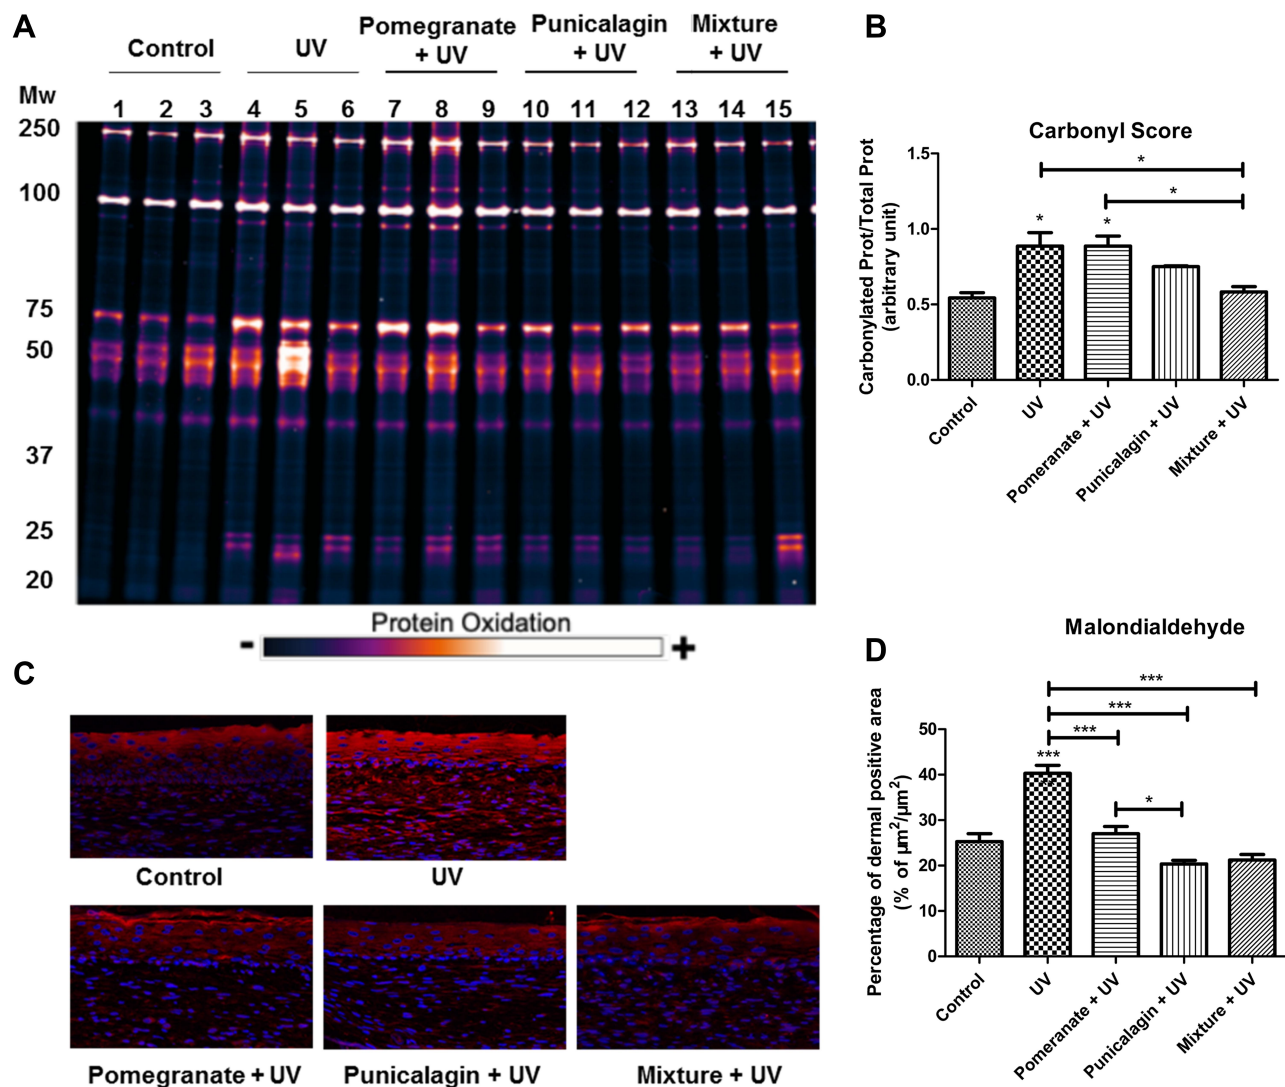 A
Control
UV
Pomegranate
+ UV
Punicalagin
+ UV
Mixture
+ UV
Mw
1 2 3 4 5 6 7 8 9 10 11 12 13 14 15
250
100
75
50
37
25
20
Protein Oxidation
- +
B
Carbonyl Score
Carbonylated Prot/Total Prot
(arbitrary unit)
1.5
1.0
0.5
0.0
*
*
*
*
Control
UV
Pomeranate + UV
Punicalagin + UV
Mixture + UV
C
Control
UV
Pomegranate + UV
Punicalagin + UV
Mixture + UV
D
Malondialdehyde
Percentage of dermal positive area
(% of µm²/µm²)
50
40
30
20
10
0
***
***
***
***
*
Control
UV
Pomeranate + UV
Punicalagin + UV
Mixture + UV